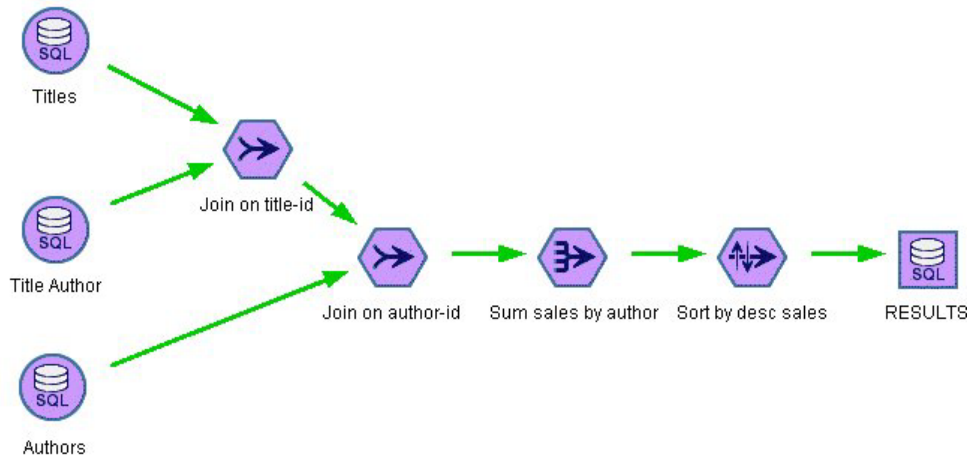 SQL
Titles
Join on title-id
SQL
Title Author
Join on author-id
Sum sales by author
Sort by desc sales
SQL
RESULTS
SQL
Authors